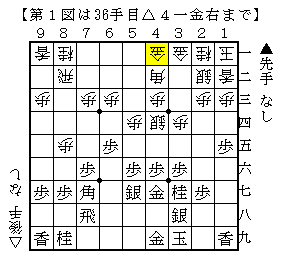 【第１図は36手目△４一金右まで】
9 8 7 6 5 4 3 2 1
香 桂 金 金 桂 玉 一
飛 角 銀 香 二
歩 歩 歩 歩 歩 歩 三
歩 銀 歩 四
歩 歩 歩 五
歩 歩 歩 歩 六
歩 歩 角 銀 金 桂 歩 七
飛 銀 八
香 桂 金 玉 香 九
▲先手 なし
△後手 なし